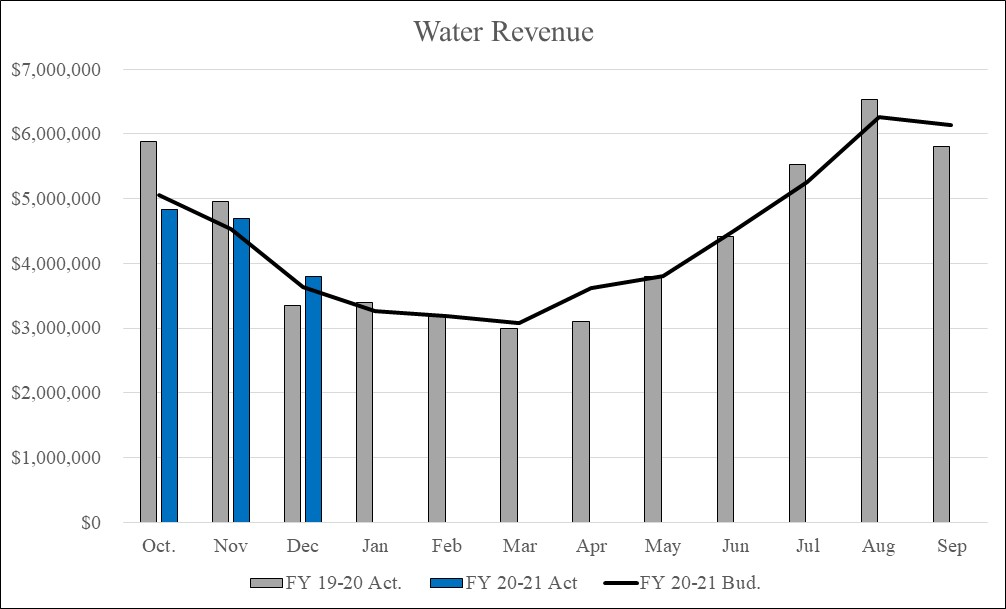 Water Revenue
$7,000,000
$6,000,000
$5,000,000
$4,000,000
$3,000,000
$2,000,000
$1,000,000
$0
Oct. Nov Dec Jan Feb Mar Apr May Jun Jul Aug Sep
FY 19-20 Act. FY 20-21 Act FY 20-21 Bud.